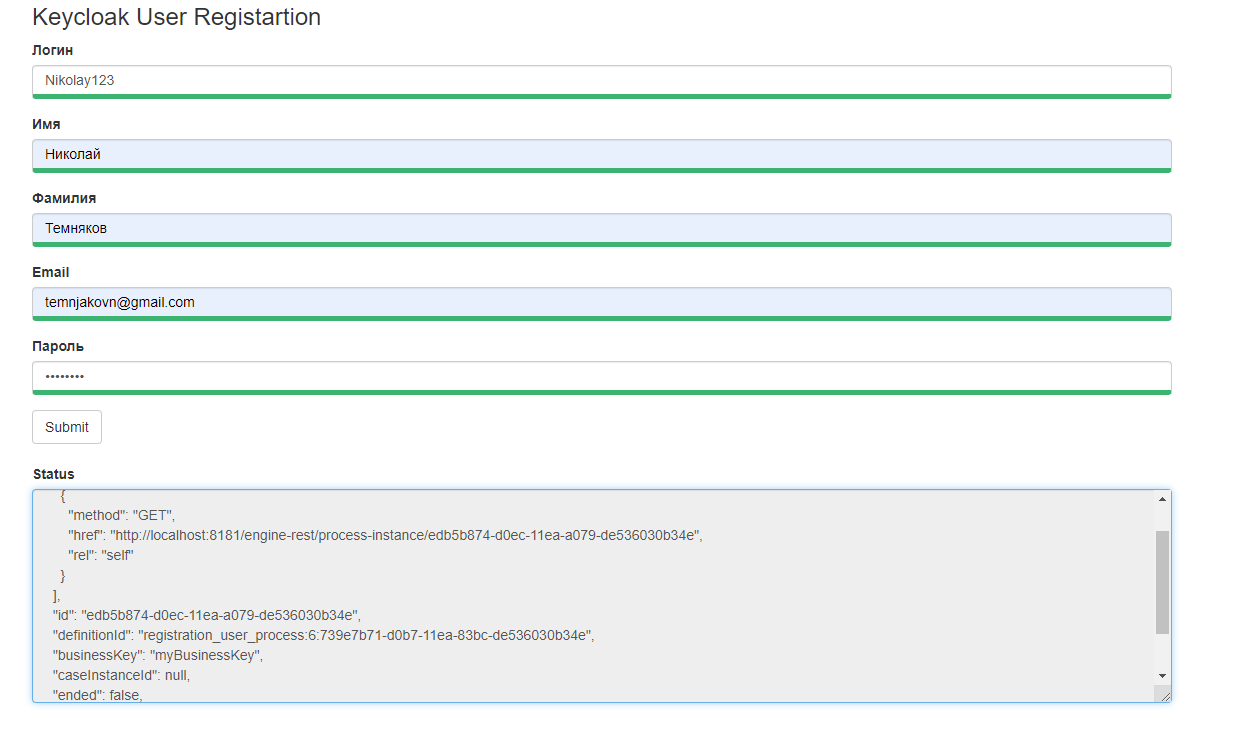 Keycloak User Registartion
Логин
Nikolay123
Имя
Николай
Фамилия
Темняков
Email
temnjakovn@gmail.com
Пароль
••••••••
Submit
Status
{
"method": "GET",
"href": "http://localhost:8181/engine-rest/process-instance/edb5b874-d0ec-11ea-a079-de536030b34e",
"rel": "self"
}
],
"id": "edb5b874-d0ec-11ea-a079-de536030b34e",
"definitionId": "registration_user_process:6:739e7b71-d0b7-11ea-83bc-de536030b34e",
"businessKey": "myBusinessKey",
"caseInstanceId": null,
"ended": false,